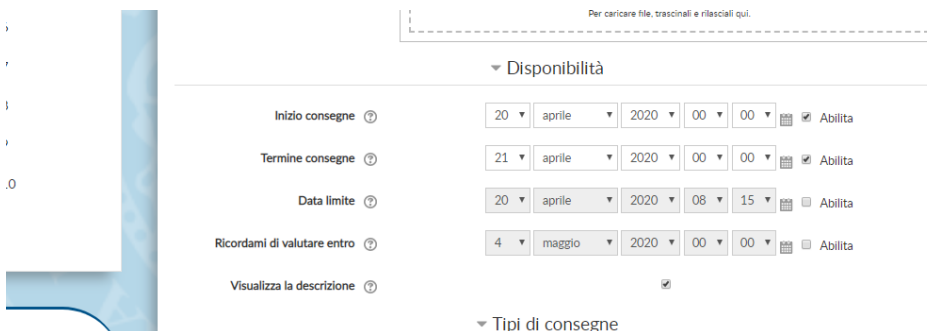 Per caricare file, trascinali e rilasciali qui.
Disponibilità
Inizio consegne 20 aprile 2020 00 00 Abilita
Termine consegne 21 aprile 2020 00 00 Abilita
Data limite 20 aprile 2020 08 15 Abilita
Ricordami di valutare entro 4 maggio 2020 00 00 Abilita
.0
Visualizza la descrizione
Tipi di consegne